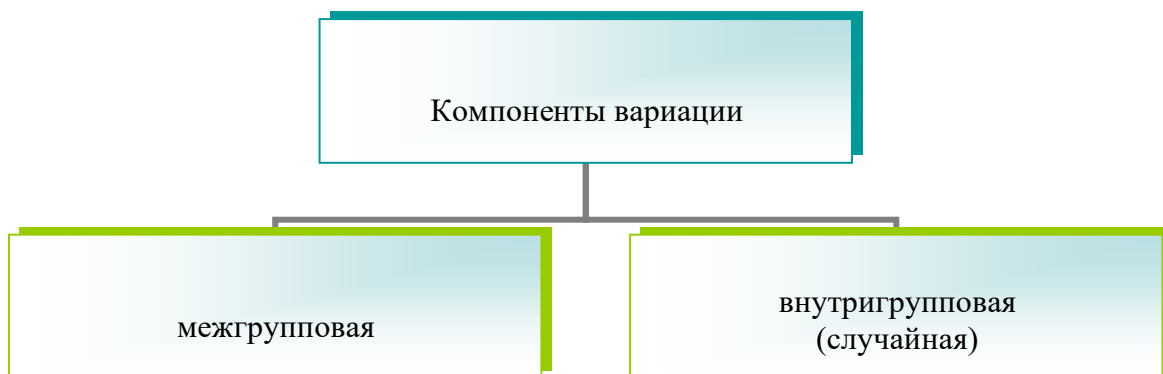 Компоненты вариации
межгрупповая
внутригрупповая
(случайная)